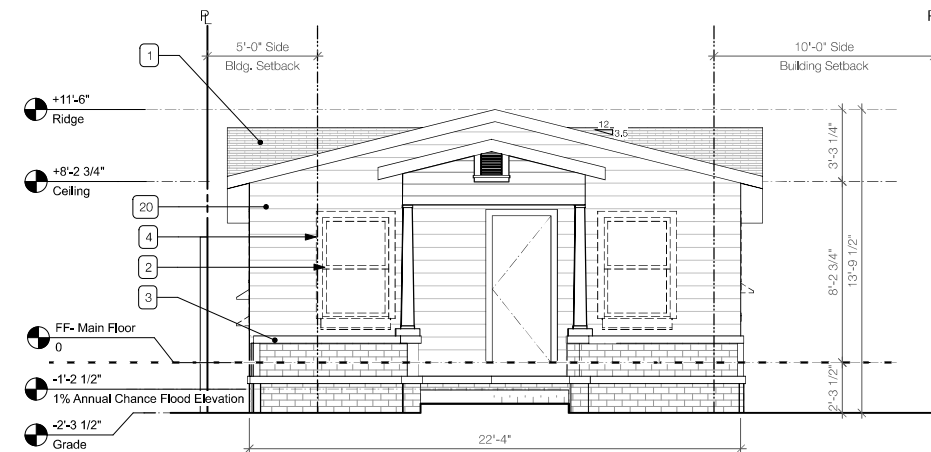 PL
P
5'-0" Side
Bldg. Setback
10'-0" Side
Building Setback
1
+11'-6"
Ridge
12
3.5
3'-3 1/4"
+8'-2 3/4"
Ceiling
20
4
2
3
8'-2 3/4"
13'-9 1/2"
FF- Main Floor
0
-1'-2 1/2"
1% Annual Chance Flood Elevation
2'-3 1/2"
-2'-3 1/2"
Grade
22'-4"